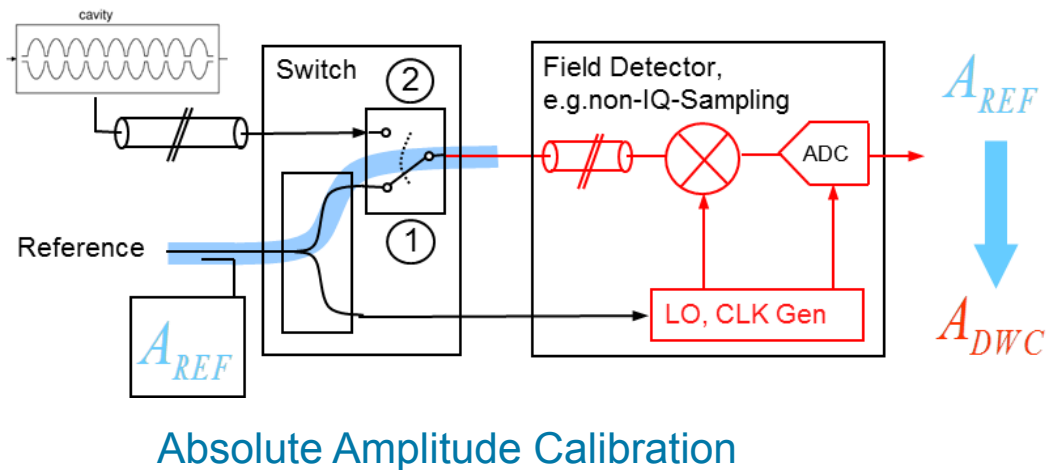 cavity
Switch
②
①
Reference
A_REF
Field Detector,
e.g.non-IQ-Sampling
ADC
LO, CLK Gen
A_REF
A_DWC
Absolute Amplitude Calibration